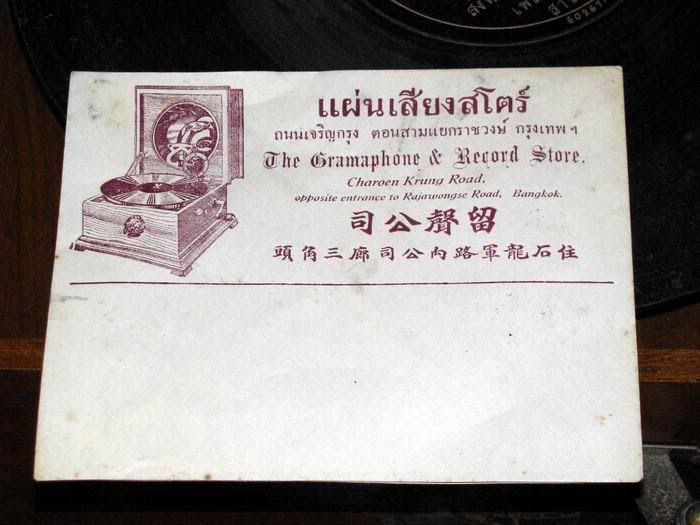 แผ่นเสียงสโตร์
ถนนเจริญกรุง ตอนสามแยกราชวงษ์ กรุงเทพฯ
The Gramaphone & Record Store.
Charoen Krung Road,
opposite entrance to Rajawongse Road, Bangkok.
留聲公司
住石龍軍路內公司廊三角頭